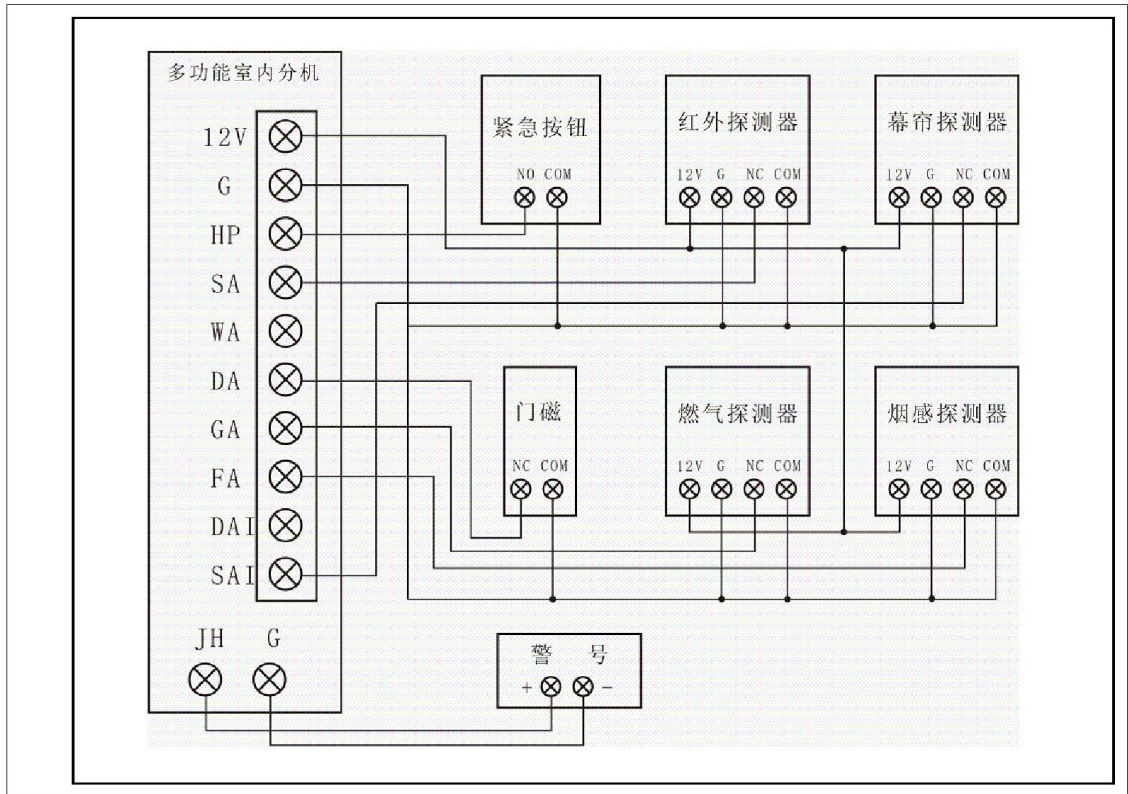 多功能室内分机
12V
G
HP
SA
WA
DA
GA
FA
DAI
SAI
JH G
紧急按钮
NO COM
红外探测器
12V G NC COM
幕帘探测器
12V G NC COM
门磁
NC COM
燃气探测器
12V G NC COM
烟感探测器
12V G NC COM
警 号
+ -